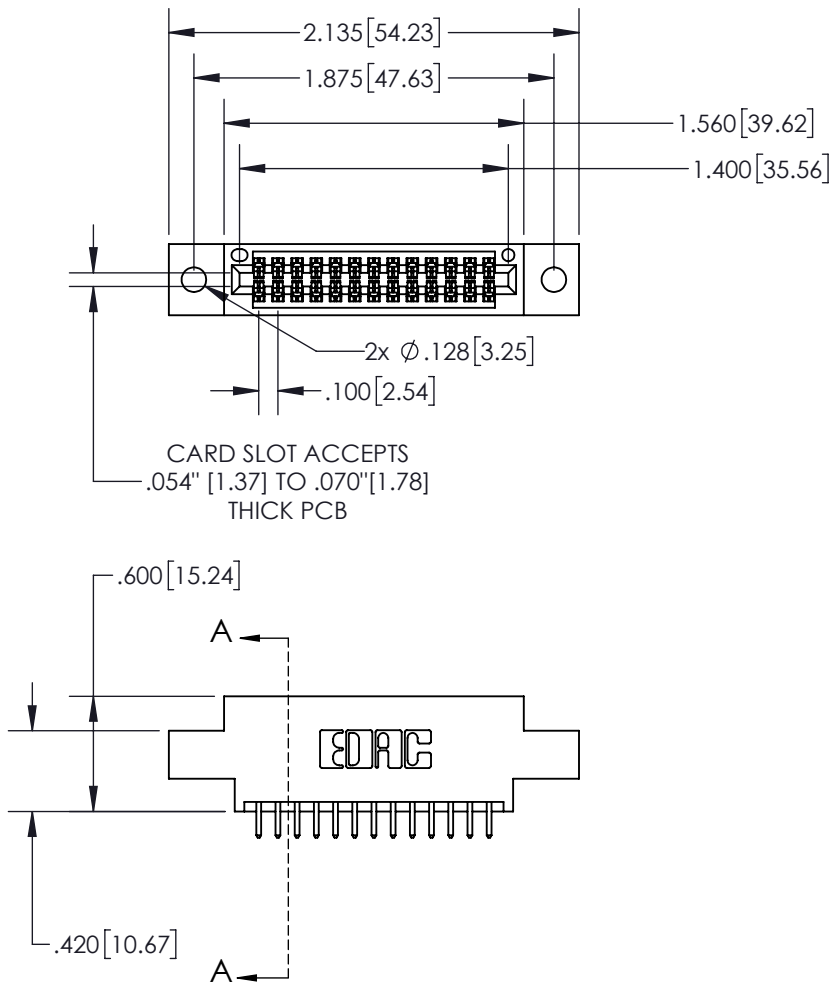 2.135[54.23]
1.875[47.63]
1.560[39.62]
1.400[35.56]
2x Ø.128[3.25]
.100[2.54]
CARD SLOT ACCEPTS
.054" [1.37] TO .070"[1.78]
THICK PCB
.600[15.24]
A
EDAC
.420[10.67]
A